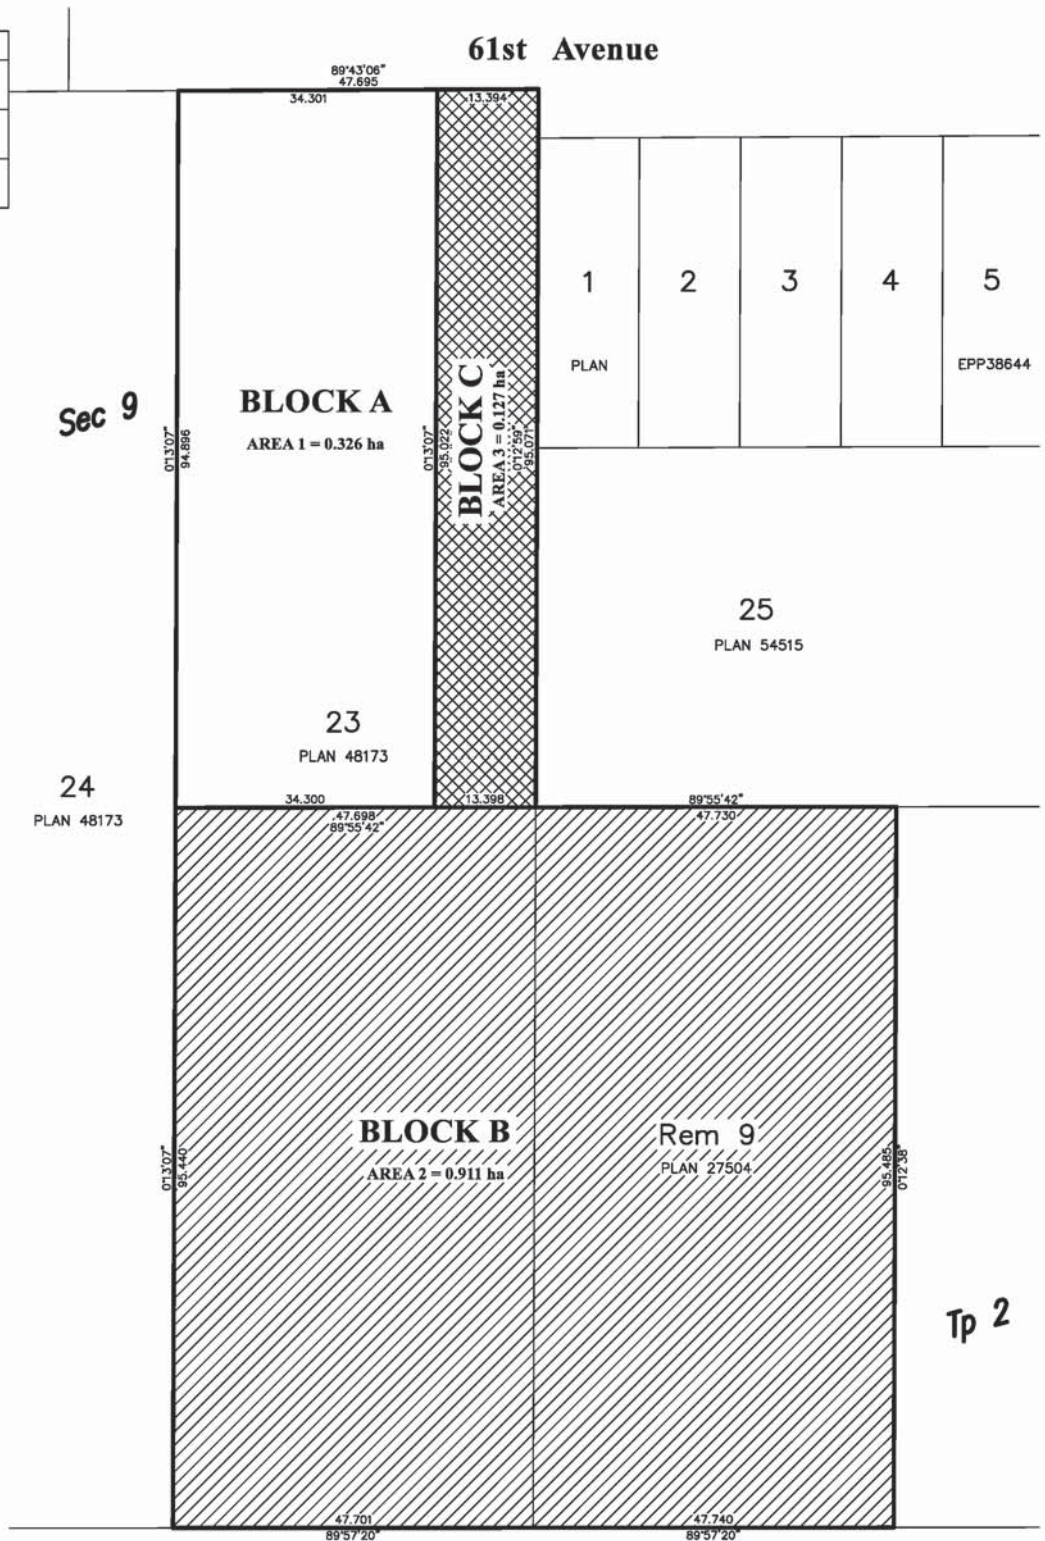 61st Avenue
89°43'06"
47.695
34.301
13.394
1
2
3
4
5
PLAN
EPP38644
Sec 9
BLOCK A
AREA 1 = 0.326 ha
0°13'07"
94.896
0°13'07"
95.022
BLOCK C
AREA 3 = 0.127 ha
0°12'59"
95.071
25
PLAN 54515
23
PLAN 48173
24
PLAN 48173
34.300
13.398
89°55'42"
47.698
89°55'42"
47.730
BLOCK B
AREA 2 = 0.911 ha
Rem 9
PLAN 27504
0°13'07"
95.440
95.485
0°12'38"
Tp 2
47.701
89°57'20"
47.740
89°57'20"